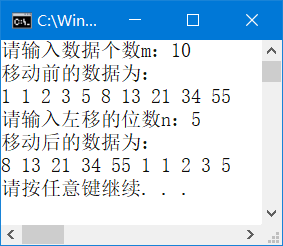 C:\Win...
请输入数据个数m：10
移动前的数据为：
1 1 2 3 5 8 13 21 34 55
请输入左移的位数n：5
移动后的数据为：
8 13 21 34 55 1 1 2 3 5
请按任意键继续. . .